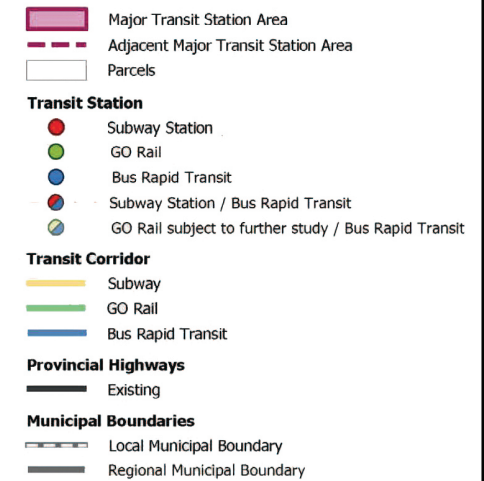 Major Transit Station Area
Adjacent Major Transit Station Area
Parcels
Transit Station
Subway Station
GO Rail
Bus Rapid Transit
Subway Station / Bus Rapid Transit
GO Rail subject to further study / Bus Rapid Transit
Transit Corridor
Subway
GO Rail
Bus Rapid Transit
Provincial Highways
Existing
Municipal Boundaries
Local Municipal Boundary
Regional Municipal Boundary